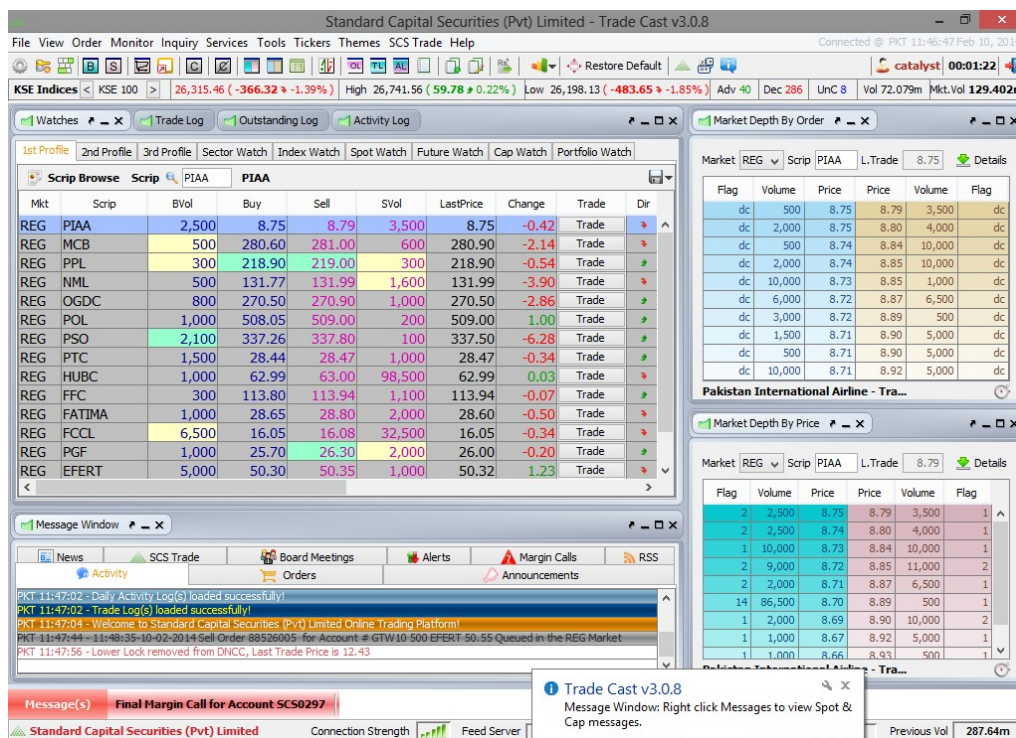 Standard Capital Securities (Pvt) Limited - Trade Cast v3.0.8
File View Order Monitor Inquiry Services Tools Tickers Themes SCS Trade Help
Connected @ PKT 11:46:47 Feb 10, 201
B S C OL TL AL Restore Default catalyst 00:01:22
KSE Indices < KSE 100 > 26,315.46 ( -366.32 -1.39% ) High 26,741.56 ( 59.78 0.22% ) Low 26,198.13 ( -483.65 -1.85% ) Adv 40 Dec 286 UnC 8 Vol 72.079m Mkt.Vol 129.402m
Watches Trade Log Outstanding Log Activity Log
1st Profile 2nd Profile 3rd Profile Sector Watch Index Watch Spot Watch Future Watch Cap Watch Portfolio Watch
Scrip Browse Scrip PIAA PIAA
Mkt Scrip BVol Buy Sell SVol LastPrice Change Trade Dir
REG PIAA 2,500 8.75 8.79 3,500 8.75 -0.42 Trade
REG MCB 500 280.60 281.00 600 280.90 -2.14 Trade
REG PPL 300 218.90 219.00 300 218.90 -0.54 Trade
REG NML 500 131.77 131.99 1,600 131.99 -3.90 Trade
REG OGDC 800 270.50 270.90 1,000 270.50 -2.86 Trade
REG POL 1,000 508.05 509.00 200 509.00 1.00 Trade
REG PSO 2,100 337.26 337.80 100 337.50 -6.28 Trade
REG PTC 1,500 28.44 28.47 1,000 28.47 -0.34 Trade
REG HUBC 1,000 62.99 63.00 98,500 62.99 0.03 Trade
REG FFC 300 113.80 113.94 1,100 113.94 -0.07 Trade
REG FATIMA 1,000 28.65 28.80 2,000 28.60 -0.50 Trade
REG FCCL 6,500 16.05 16.08 32,500 16.05 -0.34 Trade
REG PGF 1,000 25.70 26.30 2,000 26.00 -0.20 Trade
REG EFERT 5,000 50.30 50.35 1,000 50.32 1.23 Trade
Market Depth By Order
Market REG Scrip PIAA L.Trade 8.75 Details
Flag Volume Price Price Volume Flag
dc 500 8.75 8.79 3,500 dc
dc 2,000 8.75 8.80 4,000 dc
dc 500 8.74 8.84 10,000 dc
dc 2,000 8.74 8.85 10,000 dc
dc 10,000 8.73 8.85 1,000 dc
dc 6,000 8.72 8.87 6,500 dc
dc 3,000 8.72 8.89 500 dc
dc 1,500 8.71 8.90 5,000 dc
dc 500 8.71 8.90 5,000 dc
dc 10,000 8.71 8.92 5,000 dc
Pakistan International Airline - Tra...
Market Depth By Price
Market REG Scrip PIAA L.Trade 8.79 Details
Flag Volume Price Price Volume Flag
2 2,500 8.75 8.79 3,500 1
2 2,500 8.74 8.80 4,000 1
1 10,000 8.73 8.84 10,000 1
2 9,000 8.72 8.85 11,000 2
2 2,000 8.71 8.87 6,500 1
14 86,500 8.70 8.89 500 1
1 2,000 8.69 8.90 10,000 2
1 1,000 8.67 8.92 5,000 1
1 1,000 8.66 8.93 500 1
Pakistan International Airline - Tra...
Message Window
News SCS Trade Board Meetings Alerts Margin Calls RSS
Activity Orders Announcements
PKT 11:47:02 - Daily Activity Log(s) loaded successfully!
PKT 11:47:02 - Trade Log(s) loaded successfully!
PKT 11:47:04 - Welcome to Standard Capital Securities (Pvt) Limited Online Trading Platform!
PKT 11:47:44 - 11:48:35-10-02-2014 Sell Order 88526005 for Account # GTW10 500 EFERT 50.55 Queued in the REG Market
PKT 11:47:56 - Lower Lock removed from DNCC, Last Trade Price is 12.43
Message(s) Final Margin Call for Account SCS0297
Trade Cast v3.0.8
Message Window: Right click Messages to view Spot &
Cap messages.
Standard Capital Securities (Pvt) Limited Connection Strength Feed Server Previous Vol 287.64m